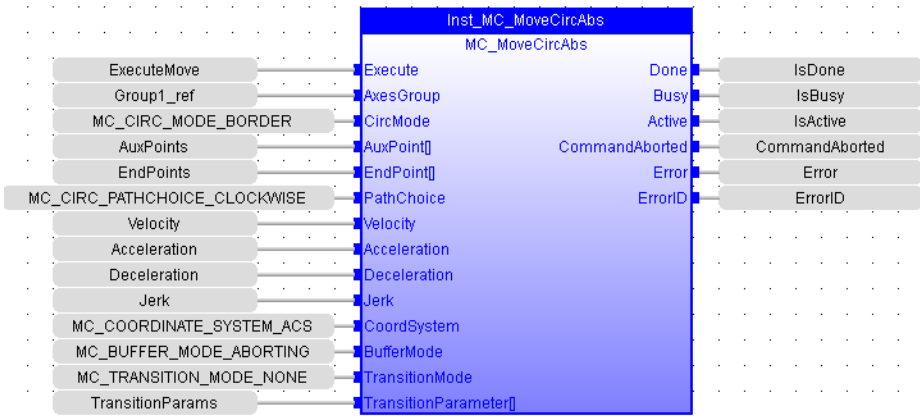 Inst_MC_MoveCircAbs
MC_MoveCircAbs
ExecuteMove Execute Done IsDone
Group1_ref AxesGroup Busy IsBusy
MC_CIRC_MODE_BORDER CircMode Active IsActive
AuxPoints AuxPoint[] CommandAborted CommandAborted
EndPoints EndPoint[] Error Error
MC_CIRC_PATHCHOICE_CLOCKWISE PathChoice ErrorID ErrorID
Velocity Velocity
Acceleration Acceleration
Deceleration Deceleration
Jerk Jerk
MC_COORDINATE_SYSTEM_ACS CoordSystem
MC_BUFFER_MODE_ABORTING BufferMode
MC_TRANSITION_MODE_NONE TransitionMode
TransitionParams TransitionParameter[]